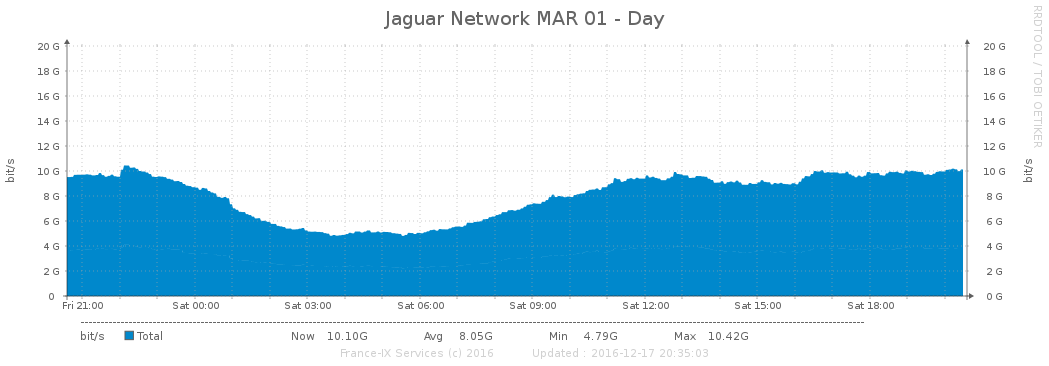 Jaguar Network MAR 01 - Day
RRDTOOL / TOBI OETIKER
bit/s
bit/s
20 G 20 G
18 G 18 G
16 G 16 G
14 G 14 G
12 G 12 G
10 G 10 G
8 G 8 G
6 G 6 G
4 G 4 G
2 G 2 G
0 0 G
Fri 21:00 Sat 00:00 Sat 03:00 Sat 06:00 Sat 09:00 Sat 12:00 Sat 15:00 Sat 18:00
bit/s Total Now 10.10G Avg 8.05G Min 4.79G Max 10.42G
France-IX Services (c) 2016 Updated : 2016-12-17 20:35:03